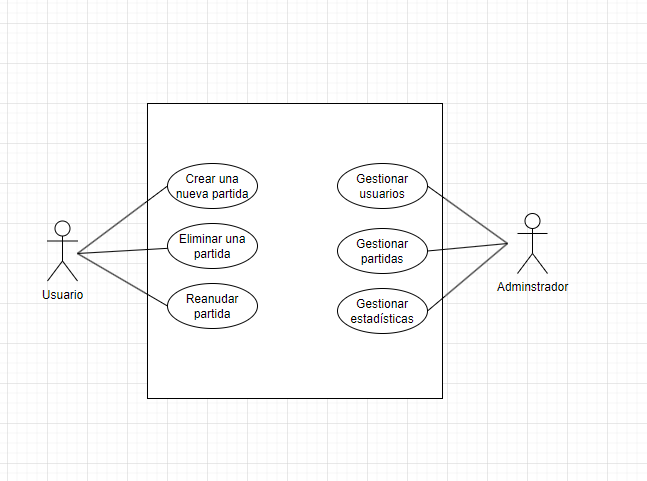 Crear una
nueva partida
Eliminar una
partida
Reanudar
partida
Usuario
Gestionar
usuarios
Gestionar
partidas
Gestionar
estadísticas
Adminstrador